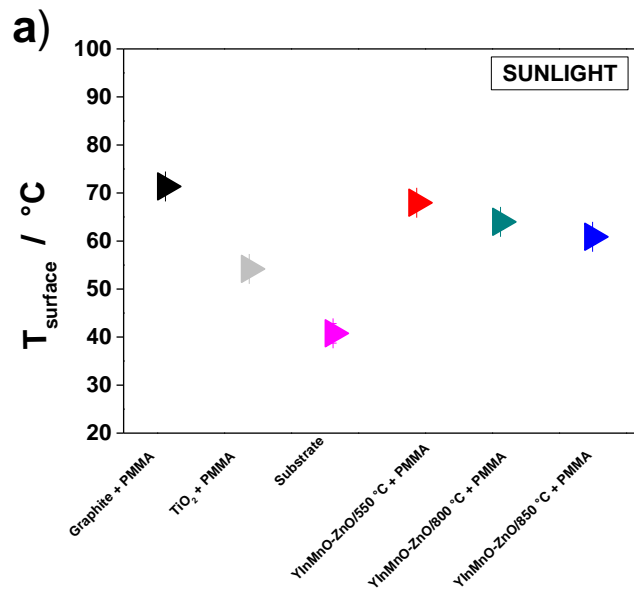 a)
SUNLIGHT
100
90
80
70
60
50
40
30
20
T_surface / °C
Graphite + PMMA
TiO₂ + PMMA
Substrate
YInMnO-ZnO/550 °C + PMMA
YInMnO-ZnO/800 °C + PMMA
YInMnO-ZnO/850 °C + PMMA